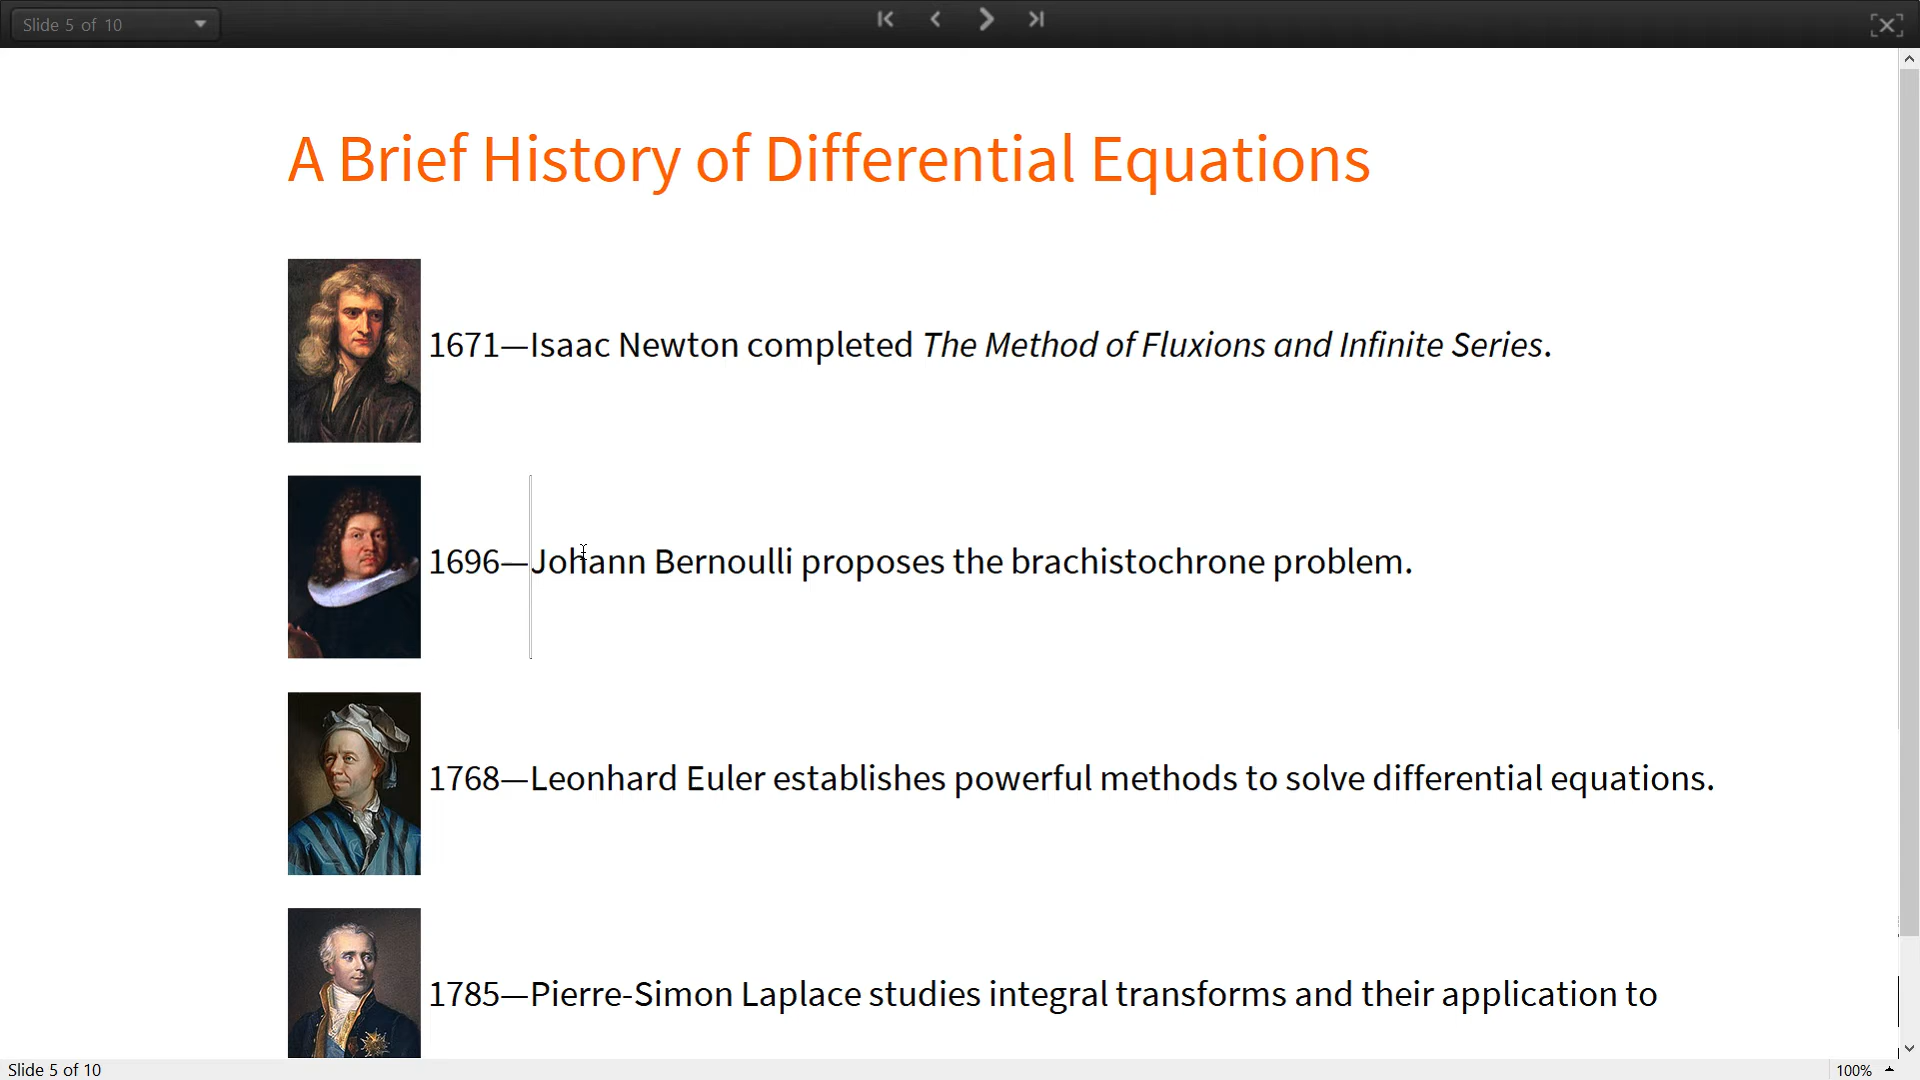 Slide 5 of 10
A Brief History of Differential Equations
1671—Isaac Newton completed The Method of Fluxions and Infinite Series.
1696—Johann Bernoulli proposes the brachistochrone problem.
1768—Leonhard Euler establishes powerful methods to solve differential equations.
1785—Pierre-Simon Laplace studies integral transforms and their application to
Slide 5 of 10
100%